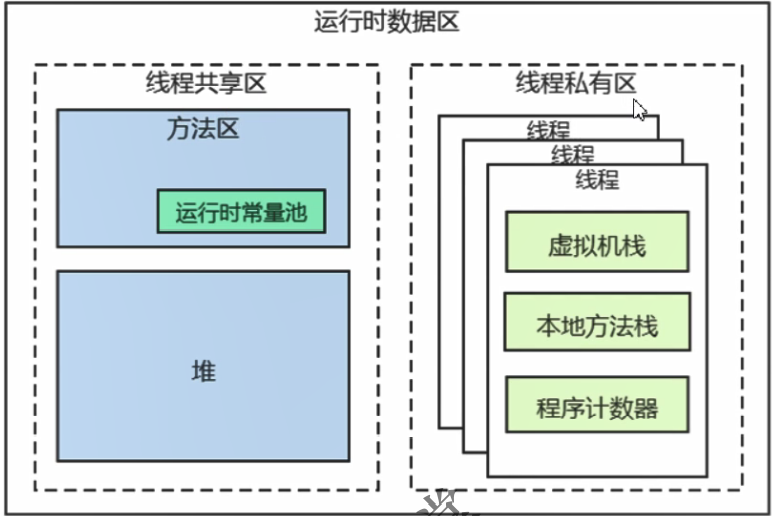 运行时数据区
线程共享区
方法区
运行时常量池
堆
线程私有区
线程
线程
线程
虚拟机栈
本地方法栈
程序计数器